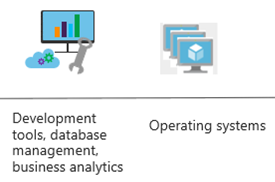 Development
tools, database
management,
business analytics
Operating systems